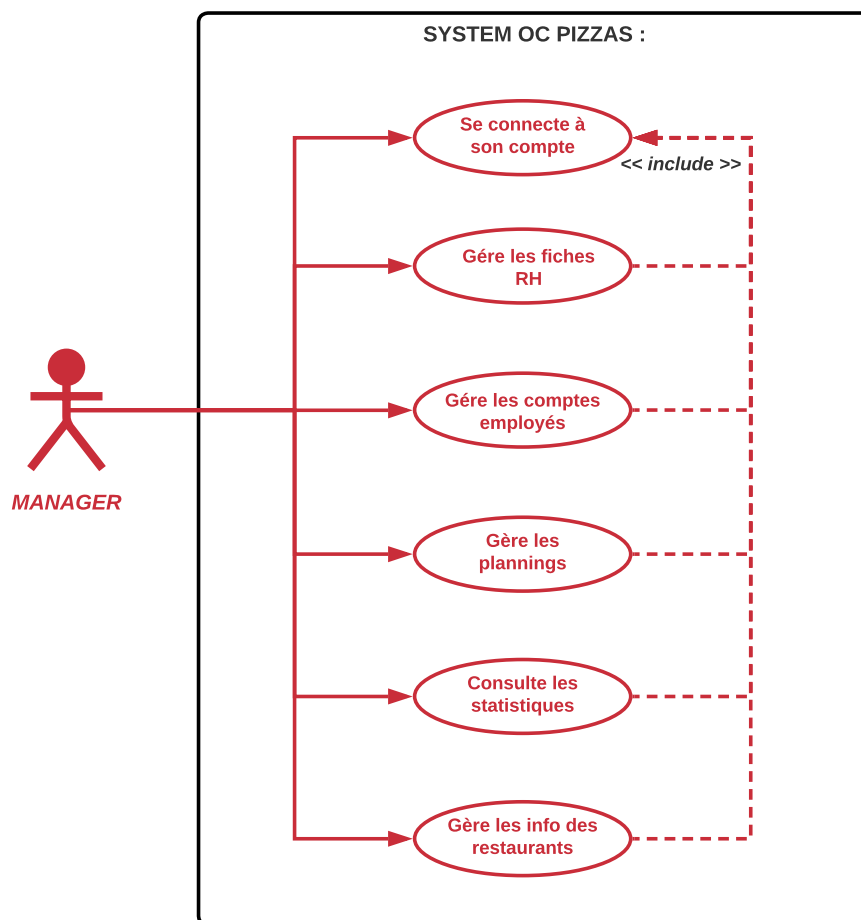 SYSTEM OC PIZZAS :
Se connecte à
son compte
<< include >>
Gére les fiches
RH
Gére les comptes
employés
MANAGER
Gère les
plannings
Consulte les
statistiques
Gère les info des
restaurants